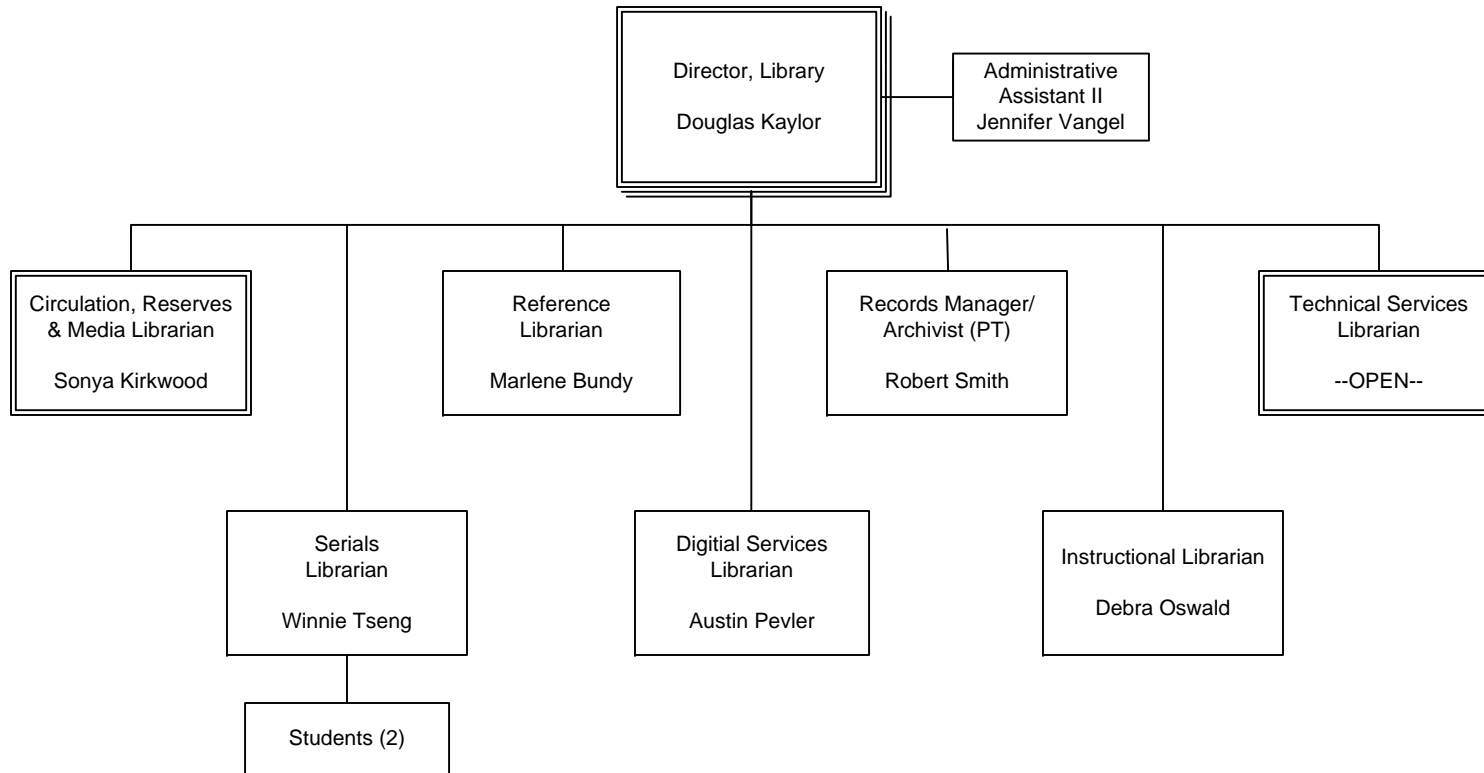 Director, Library
Douglas Kaylor
Administrative
Assistant II
Jennifer Vangel
Circulation, Reserves
& Media Librarian
Sonya Kirkwood
Reference
Librarian
Marlene Bundy
Records Manager/
Archivist (PT)
Robert Smith
Technical Services
Librarian
--OPEN--
Serials
Librarian
Winnie Tseng
Digitial Services
Librarian
Austin Pevler
Instructional Librarian
Debra Oswald
Students (2)